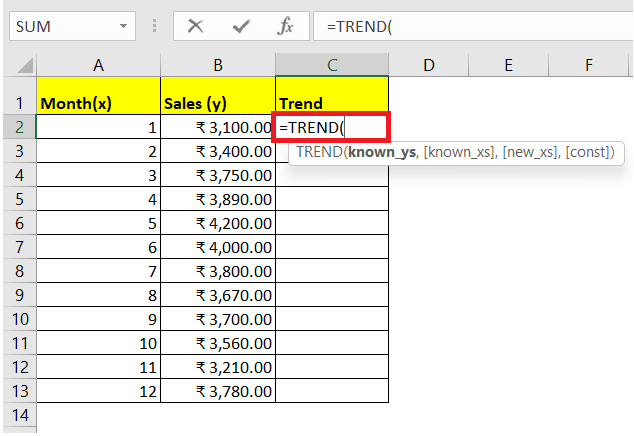 SUM =TREND(
A B C D E F
1 Month(x) Sales (y) Trend
2 1 ₹ 3,100.00 =TREND(
3 2 ₹ 3,400.00 TREND(known_ys, [known_xs], [new_xs], [const])
4 3 ₹ 3,750.00
5 4 ₹ 3,890.00
6 5 ₹ 4,200.00
7 6 ₹ 4,000.00
8 7 ₹ 3,800.00
9 8 ₹ 3,670.00
10 9 ₹ 3,700.00
11 10 ₹ 3,560.00
12 11 ₹ 3,210.00
13 12 ₹ 3,780.00
14